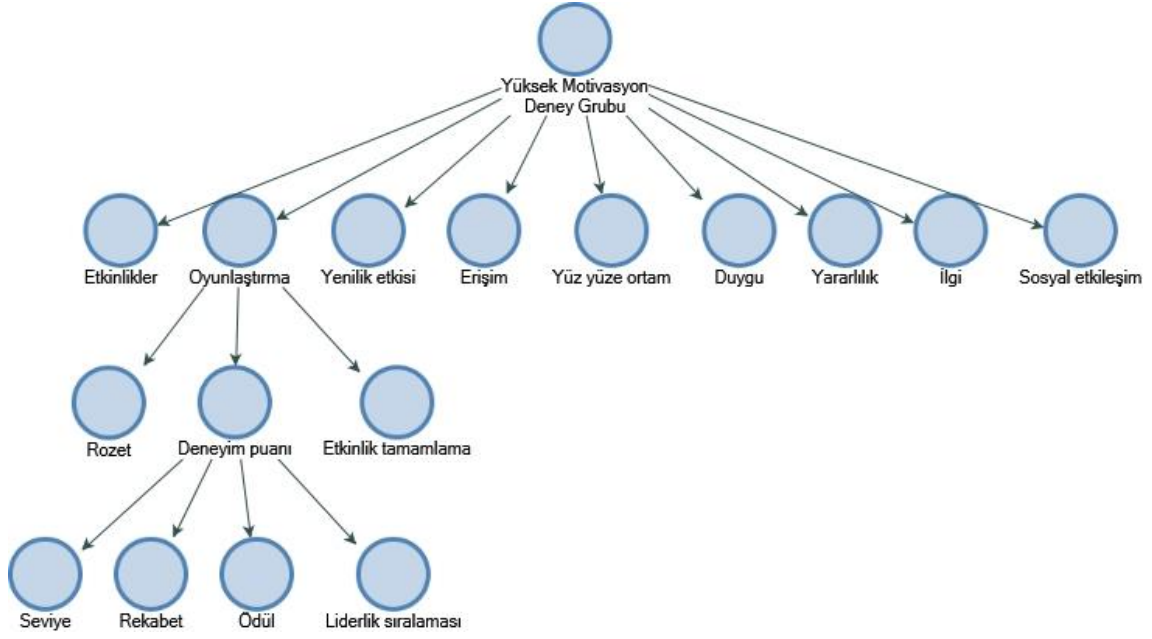 Yüksek Motivasyon
Deney Grubu
Etkinlikler
Oyunlaştırma
Yenilik etkisi
Erişim
Yüz yüze ortam
Duygu
Yararlılık
İlgi
Sosyal etkileşim
Rozet
Deneyim puanı
Etkinlik tamamlama
Seviye
Rekabet
Ödül
Liderlik sıralaması